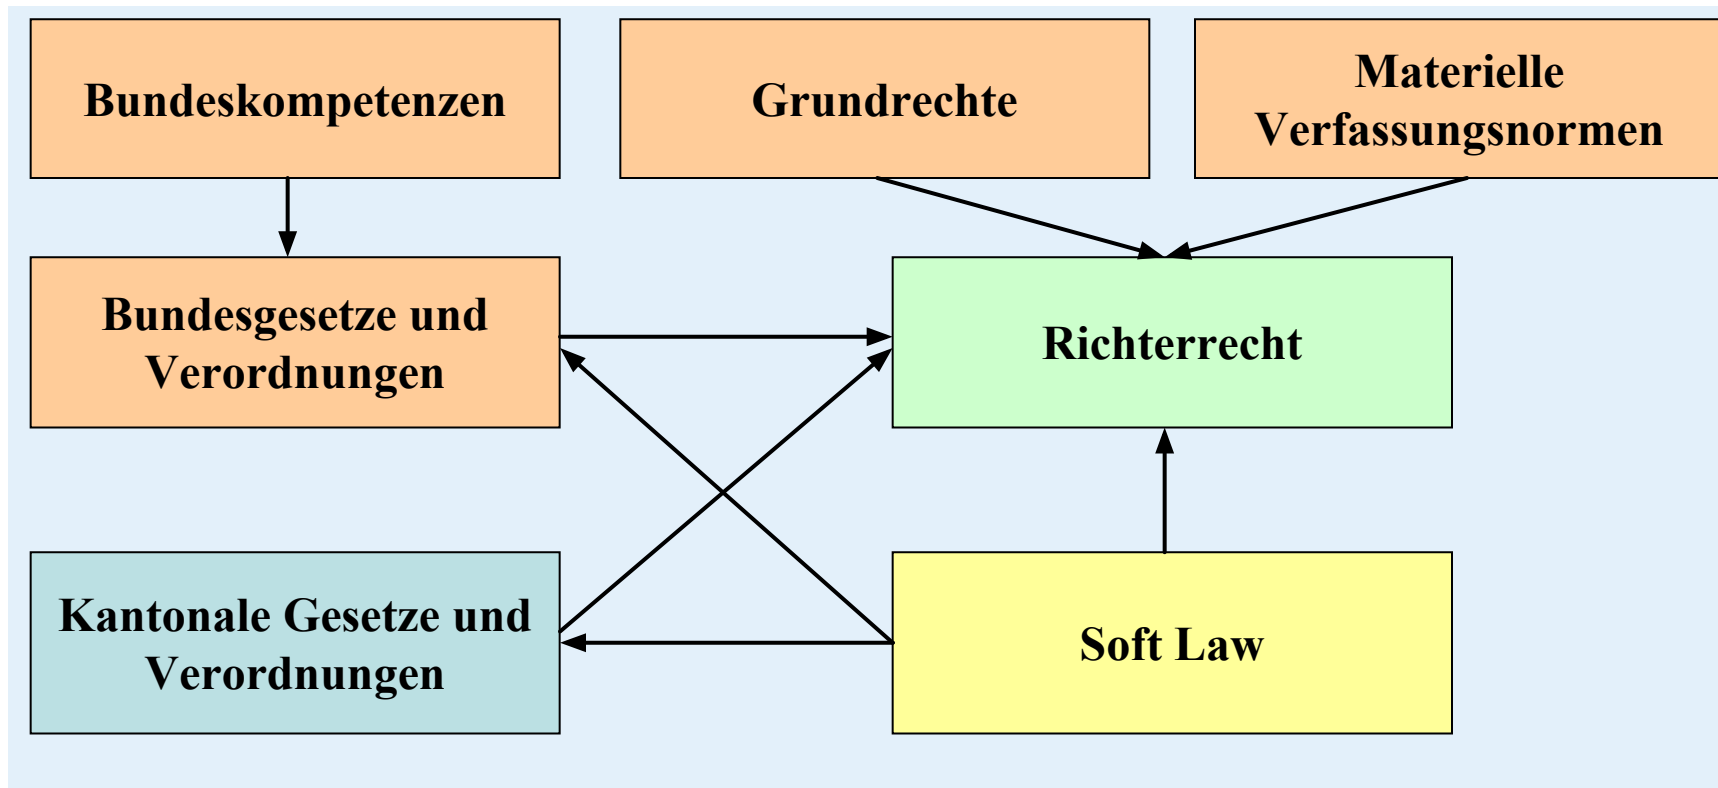 Bundeskompetenzen
Grundrechte
Materielle
Verfassungsnormen
Bundesgesetze und
Verordnungen
Richterrecht
Kantonale Gesetze und
Verordnungen
Soft Law